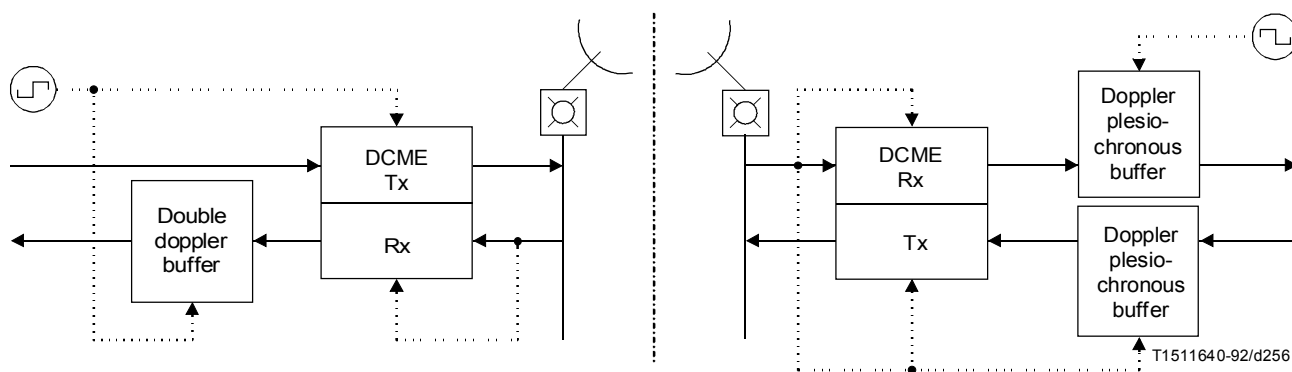 DCME
Tx
Rx
Double
doppler
buffer
DCME
Rx
Tx
Doppler
plesio-
chronous
buffer
Doppler
plesio-
chronous
buffer
T1511640-92/d256